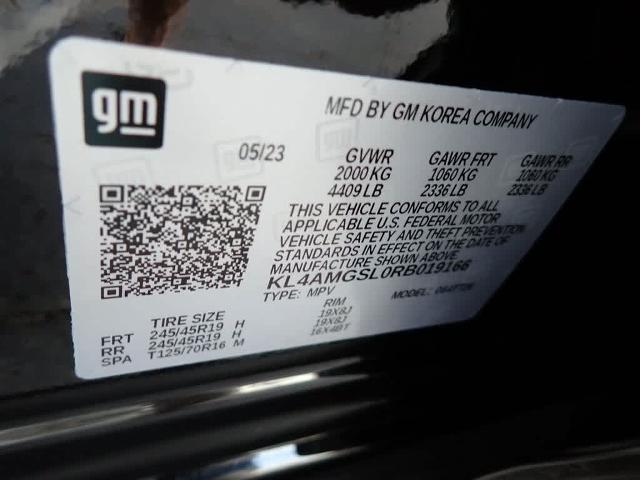 gm
MFD BY GM KOREA COMPANY
05/23 GVWR GAWR FRT GAWR RR
2000 KG 1060 KG 1060 KG
4409 LB 2336 LB 2336 LB
THIS VEHICLE CONFORMS TO ALL
APPLICABLE U.S. FEDERAL MOTOR
VEHICLE SAFETY AND THEFT PREVENTION
STANDARDS IN EFFECT ON THE DATE OF
MANUFACTURE SHOWN ABOVE.
KL4AMGSL0RB019166
TYPE: MPV MODEL:
TIRE SIZE RIM
FRT 245/45R19 H 19X8J
RR 245/45R19 H 19X8J
SPA T125/70R16 M 16X4BT